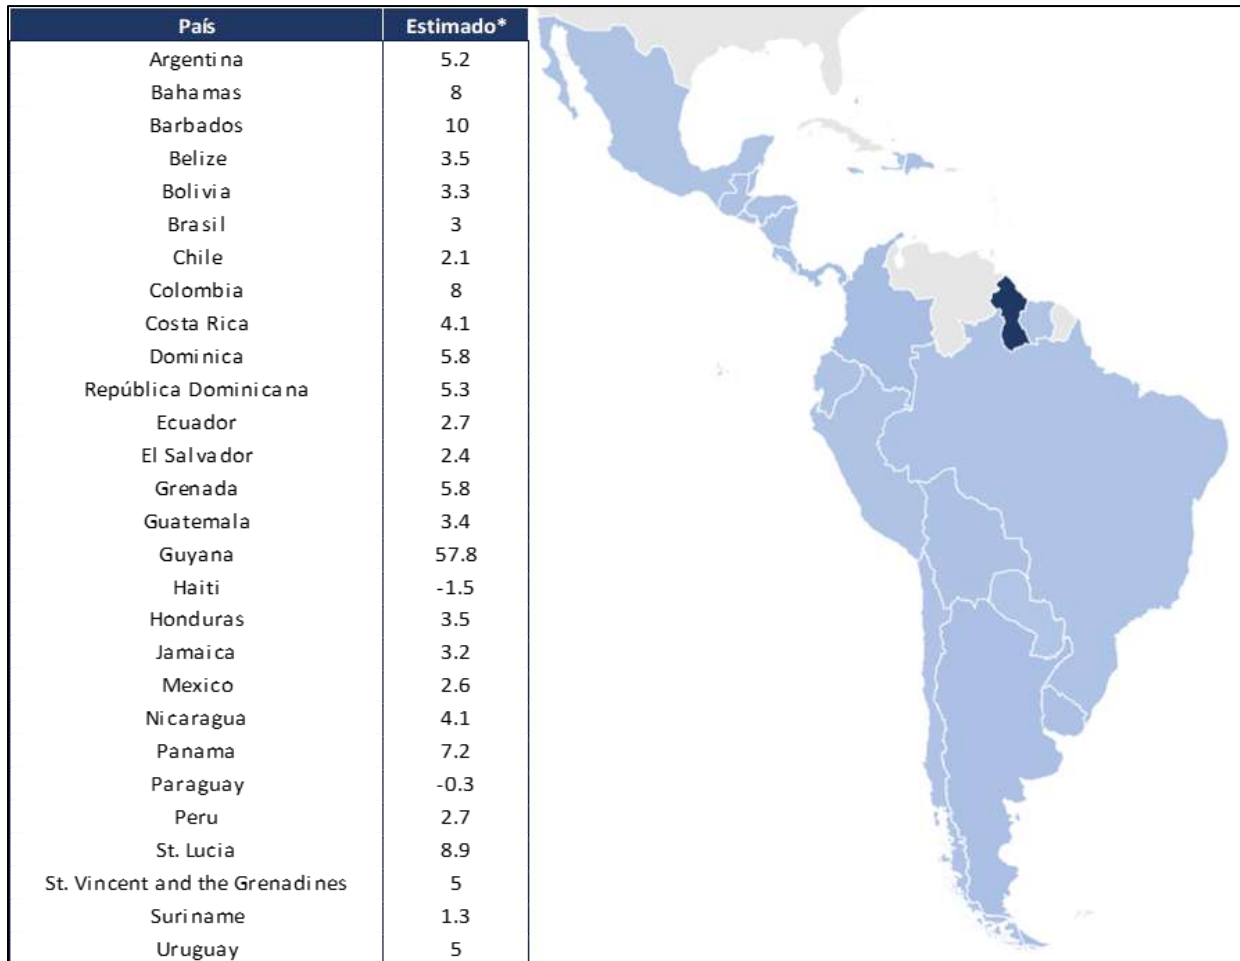 País Estimado*
Argentina 5.2
Bahamas 8
Barbados 10
Belize 3.5
Bolivia 3.3
Brasil 3
Chile 2.1
Colombia 8
Costa Rica 4.1
Dominica 5.8
República Dominicana 5.3
Ecuador 2.7
El Salvador 2.4
Grenada 5.8
Guatemala 3.4
Guyana 57.8
Haiti -1.5
Honduras 3.5
Jamaica 3.2
Mexico 2.6
Nicaragua 4.1
Panama 7.2
Paraguay -0.3
Peru 2.7
St. Lucia 8.9
St. Vincent and the Grenadines 5
Suriname 1.3
Uruguay 5